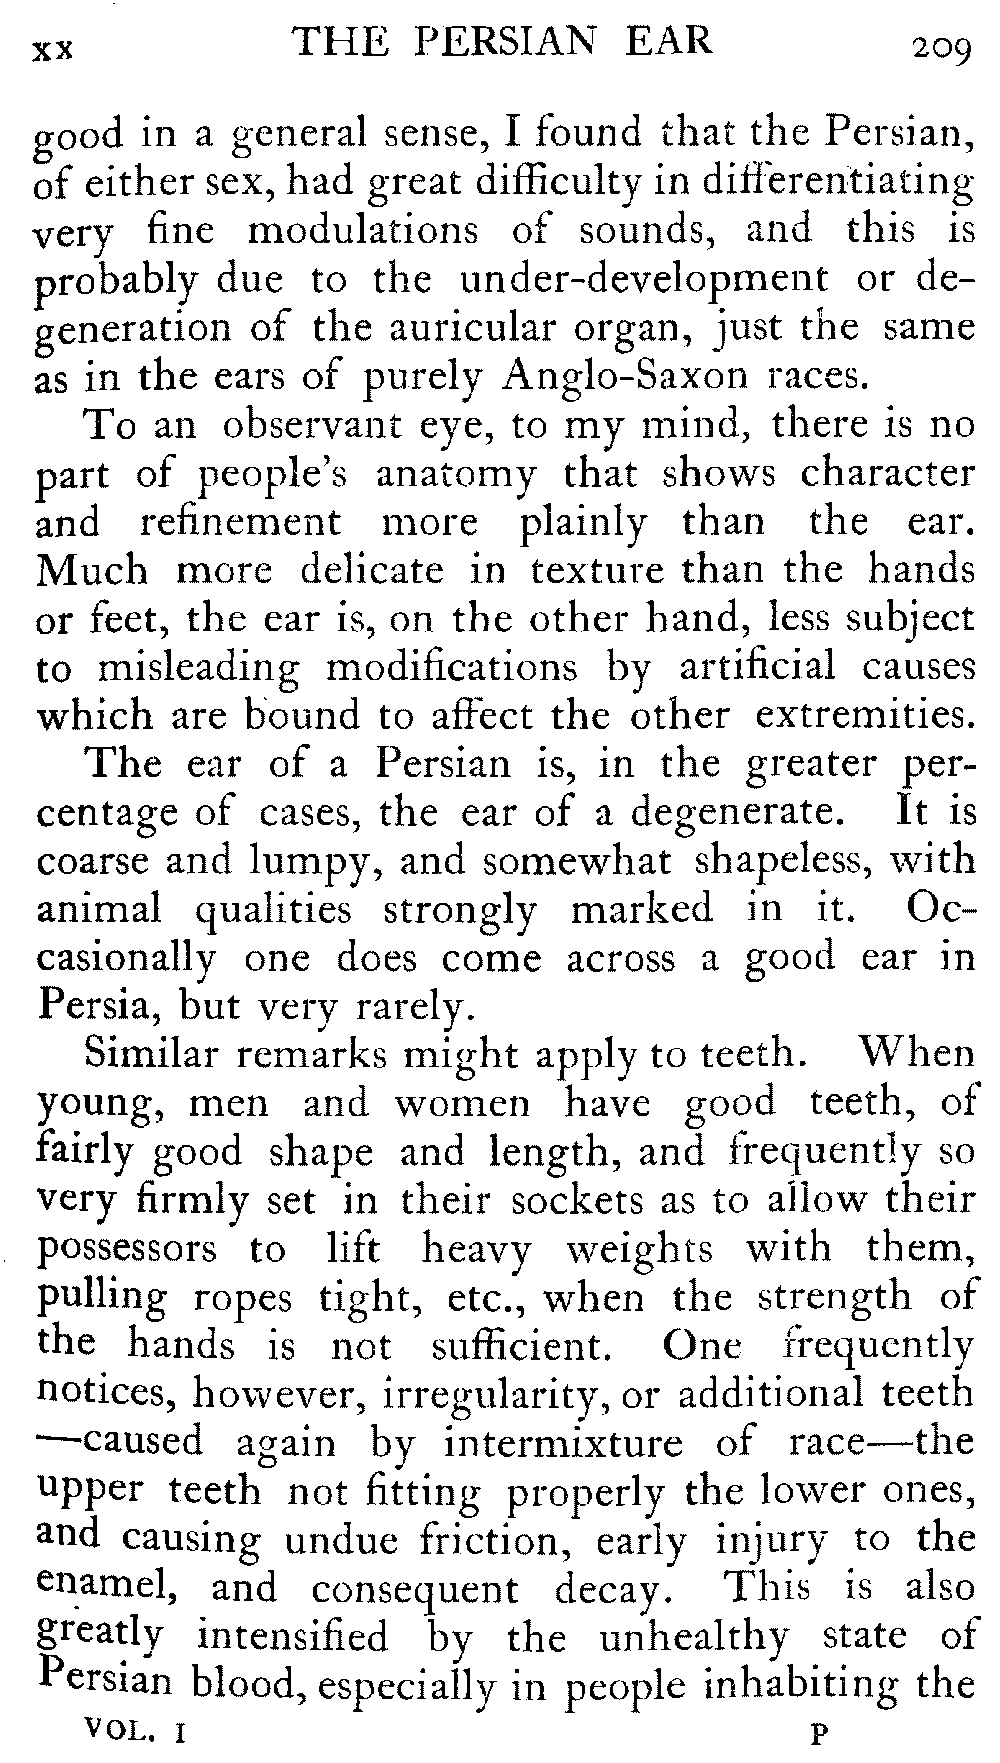 xx THE PERSIAN EAR 209
good in a general sense, I found that the Persian,
of either sex, had great difficulty in differentiating
very fine modulations of sounds, and this is
probably due to the under-development or de-
generation of the auricular organ, just the same
as in the ears of purely Anglo-Saxon races.
To an observant eye, to my mind, there is no
part of people's anatomy that shows character
and refinement more plainly than the ear.
Much more delicate in texture than the hands
or feet, the ear is, on the other hand, less subject
to misleading modifications by artificial causes
which are bound to affect the other extremities.
The ear of a Persian is, in the greater per-
centage of cases, the ear of a degenerate. It is
coarse and lumpy, and somewhat shapeless, with
animal qualities strongly marked in it. Oc-
casionally one does come across a good ear in
Persia, but very rarely.
Similar remarks might apply to teeth. When
young, men and women have good teeth, of
fairly good shape and length, and frequently so
very firmly set in their sockets as to allow their
possessors to lift heavy weights with them,
pulling ropes tight, etc., when the strength of
the hands is not sufficient. One frequently
notices, however, irregularity, or additional teeth
—caused again by intermixture of race—the
upper teeth not fitting properly the lower ones,
and causing undue friction, early injury to the
enamel, and consequent decay. This is also
greatly intensified by the unhealthy state of
Persian blood, especially in people inhabiting the
VOL. I P